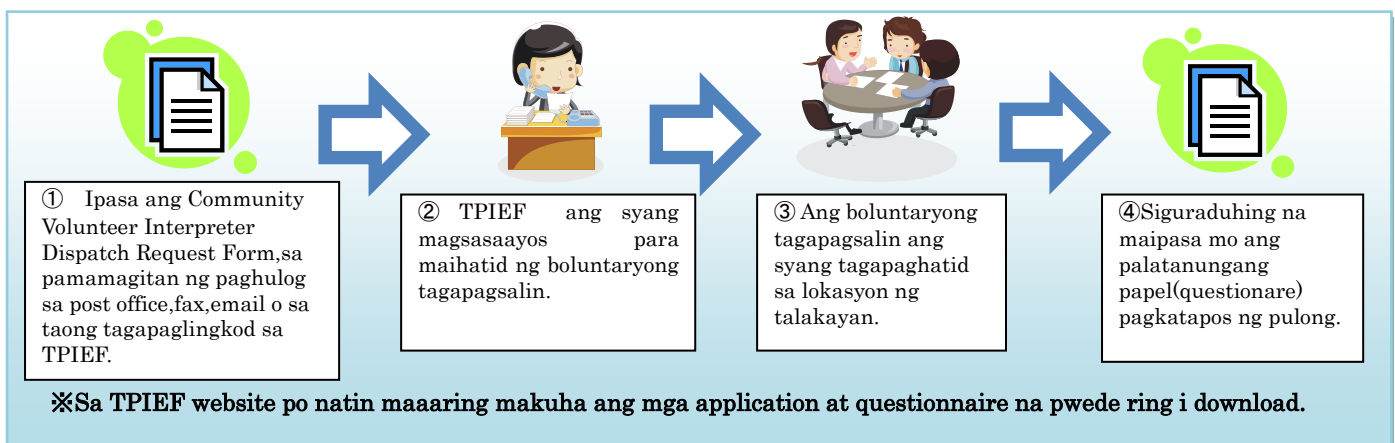 ① Ipasa ang Community
Volunteer Interpreter
Dispatch Request Form,sa
pamamagitan ng paghulog
sa post office,fax,email o sa
taong tagapaglingkod sa
TPIEF.
② TPIEF ang syang
magsasaayos para
maihatid ng boluntaryong
tagapagsalin.
③ Ang boluntaryong
tagapagsalin ang
syang tagapaghatid
sa lokasyon ng
talakayan.
④Siguraduhing na
maipasa mo ang
palatanungang
papel(questionare)
pagkatapos ng pulong.
※Sa TPIEF website po natin maaaring makuha ang mga application at questionnaire na pwede ring i download.